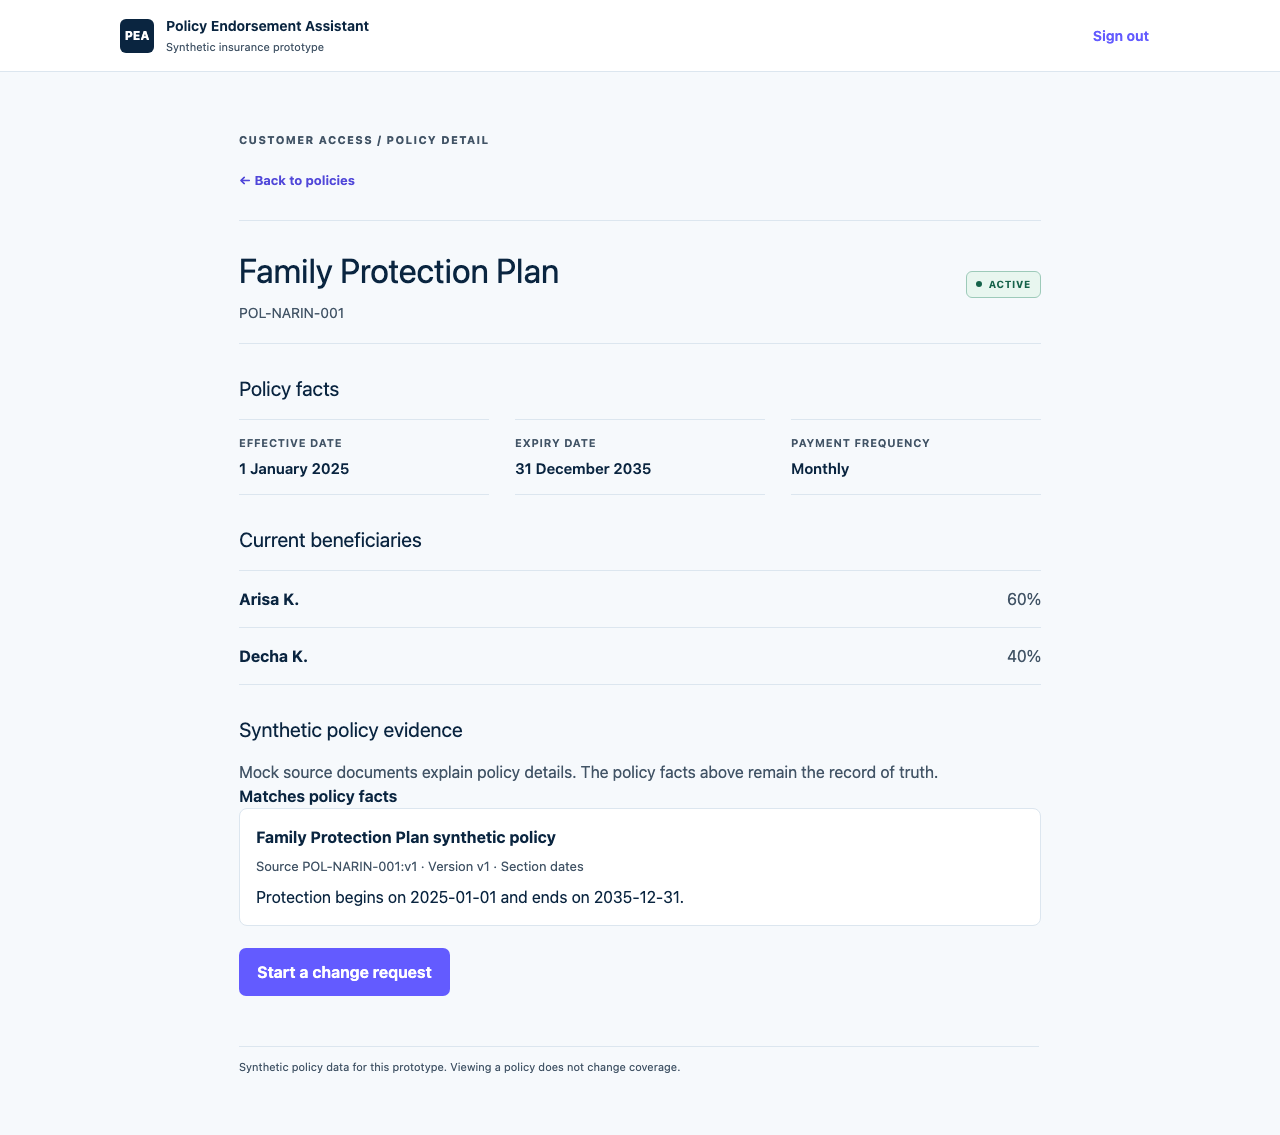 PEA
Policy Endorsement Assistant
Synthetic insurance prototype
Sign out
CUSTOMER ACCESS / POLICY DETAIL
← Back to policies
Family Protection Plan
ACTIVE
POL-NARIN-001
Policy facts
EFFECTIVE DATE
1 January 2025
EXPIRY DATE
31 December 2035
PAYMENT FREQUENCY
Monthly
Current beneficiaries
Arisa K.
60%
Decha K.
40%
Synthetic policy evidence
Mock source documents explain policy details. The policy facts above remain the record of truth.
Matches policy facts
Family Protection Plan synthetic policy
Source POL-NARIN-001:v1 · Version v1 · Section dates
Protection begins on 2025-01-01 and ends on 2035-12-31.
Start a change request
Synthetic policy data for this prototype. Viewing a policy does not change coverage.